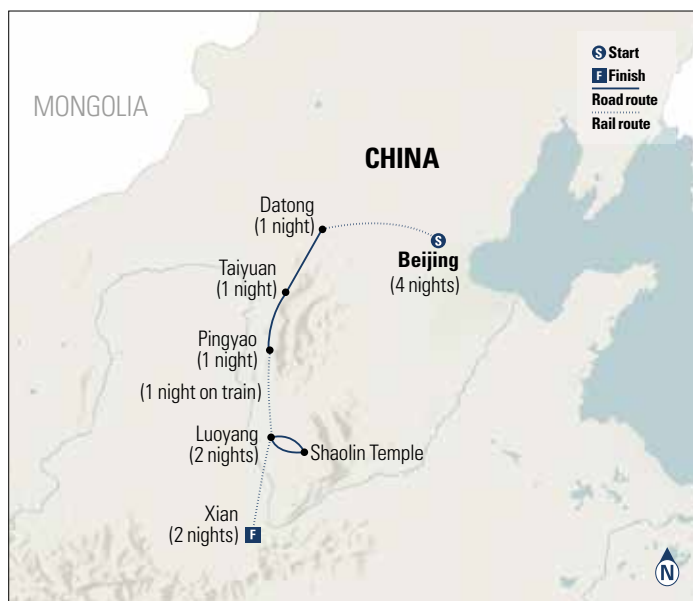 S Start
F Finish
Road route
Rail route
MONGOLIA
CHINA
Datong
(1 night)
S
Beijing
(4 nights)
Taiyuan
(1 night)
Pingyao
(1 night)
(1 night on train)
Luoyang
(2 nights)
Shaolin Temple
Xian
(2 nights)
F
N